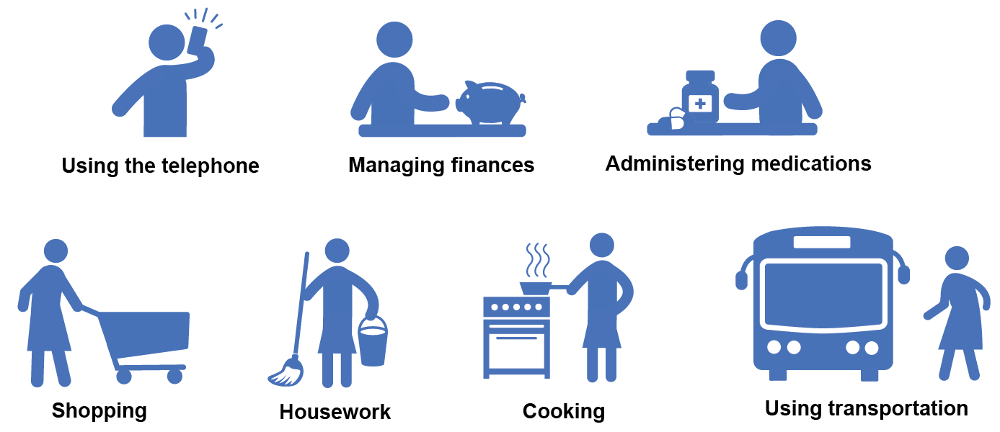 Using the telephone
Managing finances
Administering medications
Shopping
Housework
Cooking
Using transportation